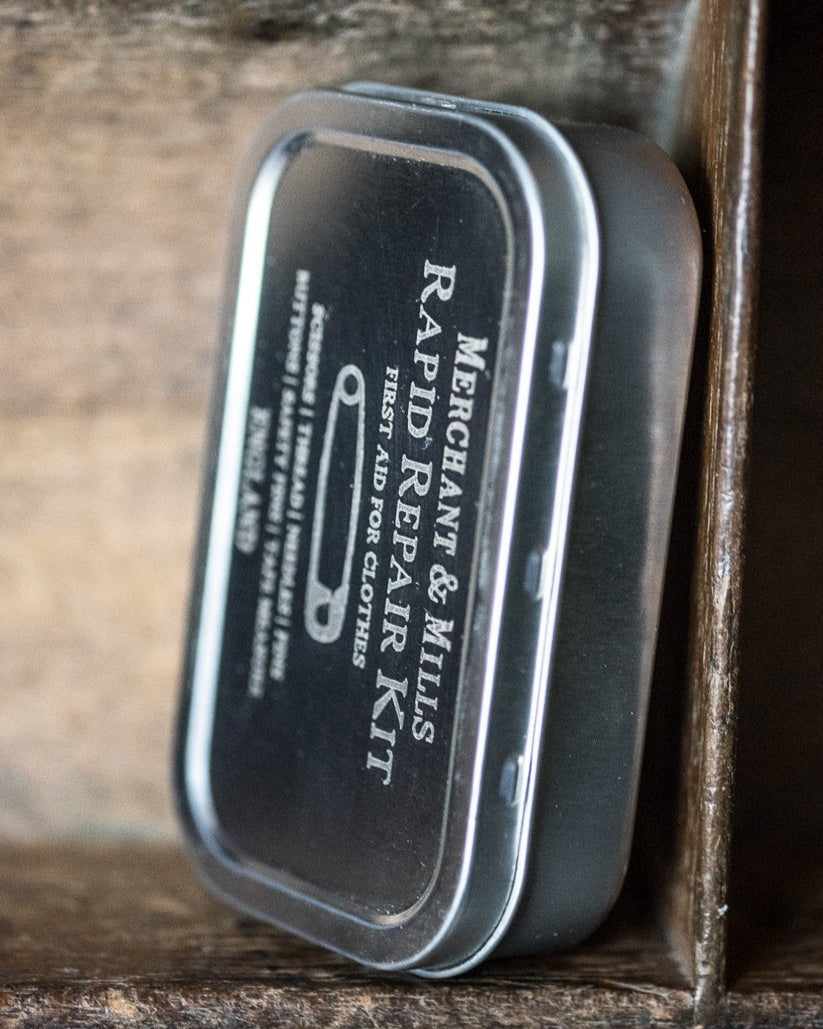 MERCHANT & MILLS
RAPID REPAIR KIT
FIRST AID FOR CLOTHES
SCISSORS | THREAD | NEEDLES | PINS
BUTTONS | SAFETY PINS | TAPE MEASURE
ENGLAND